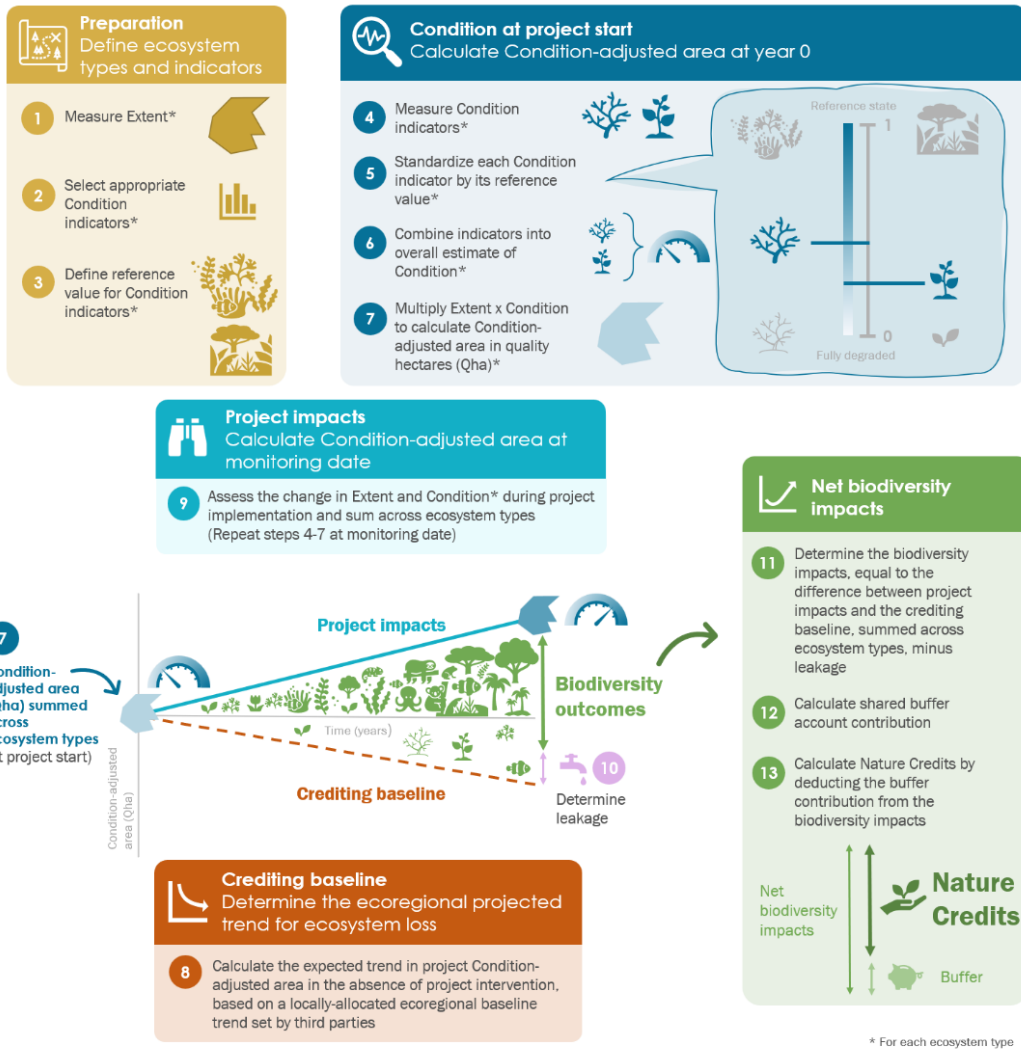 Preparation
Define ecosystem
types and indicators
1 Measure Extent*
2 Select appropriate
Condition
indicators*
3 Define reference
value for Condition
indicators*
Condition at project start
Calculate Condition-adjusted area at year 0
4 Measure Condition
indicators*
5 Standardize each Condition
indicator by its reference
value*
6 Combine indicators into
overall estimate of
Condition*
7 Multiply Extent x Condition
to calculate Condition-
adjusted area in quality
hectares (Qha)*
Reference state
1
0
Fully degraded
Project impacts
Calculate Condition-adjusted area at
monitoring date
9 Assess the change in Extent and Condition* during project
implementation and sum across ecosystem types
(Repeat steps 4-7 at monitoring date)
7
ondition-
djusted area
Qha) summed
cross
cosystem types
t project start)
Condition-adjusted
area (Qha)
Project impacts
Time (years)
Crediting baseline
Biodiversity
outcomes
10
Determine
leakage
Crediting baseline
Determine the ecoregional projected
trend for ecosystem loss
8 Calculate the expected trend in project Condition-
adjusted area in the absence of project intervention,
based on a locally-allocated ecoregional baseline
trend set by third parties
Net biodiversity
impacts
11 Determine the biodiversity
impacts, equal to the
difference between project
impacts and the crediting
baseline, summed across
ecosystem types, minus
leakage
12 Calculate shared buffer
account contribution
13 Calculate Nature Credits by
deducting the buffer
contribution from the
biodiversity impacts
Net
biodiversity
impacts
Nature
Credits
Buffer
* For each ecosystem type